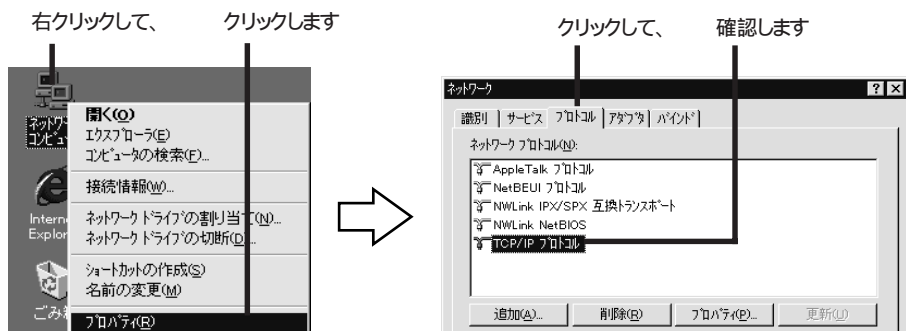 右クリックして、
クリックします
ネットワ
コンピュ
Intern
Explor
ごみ
開く(O)
エクスプローラ(E)
コンピュータの検索(F)...
接続情報(W)...
ネットワーク ドライブの割り当て(N)...
ネットワーク ドライブの切断(D)
ショートカットの作成(S)
名前の変更(M)
プロパティ(R)
クリックして、
確認します
ネットワーク
識別
サービス
プロトコル
アダプタ
バインド
ネットワーク プロトコル(N):
AppleTalk プロトコル
NetBEUI プロトコル
NWLink IPX/SPX 互換トランスポート
NWLink NetBIOS
TCP/IP プロトコル
追加(A)...
削除(R)
プロパティ(P)...
更新(U)